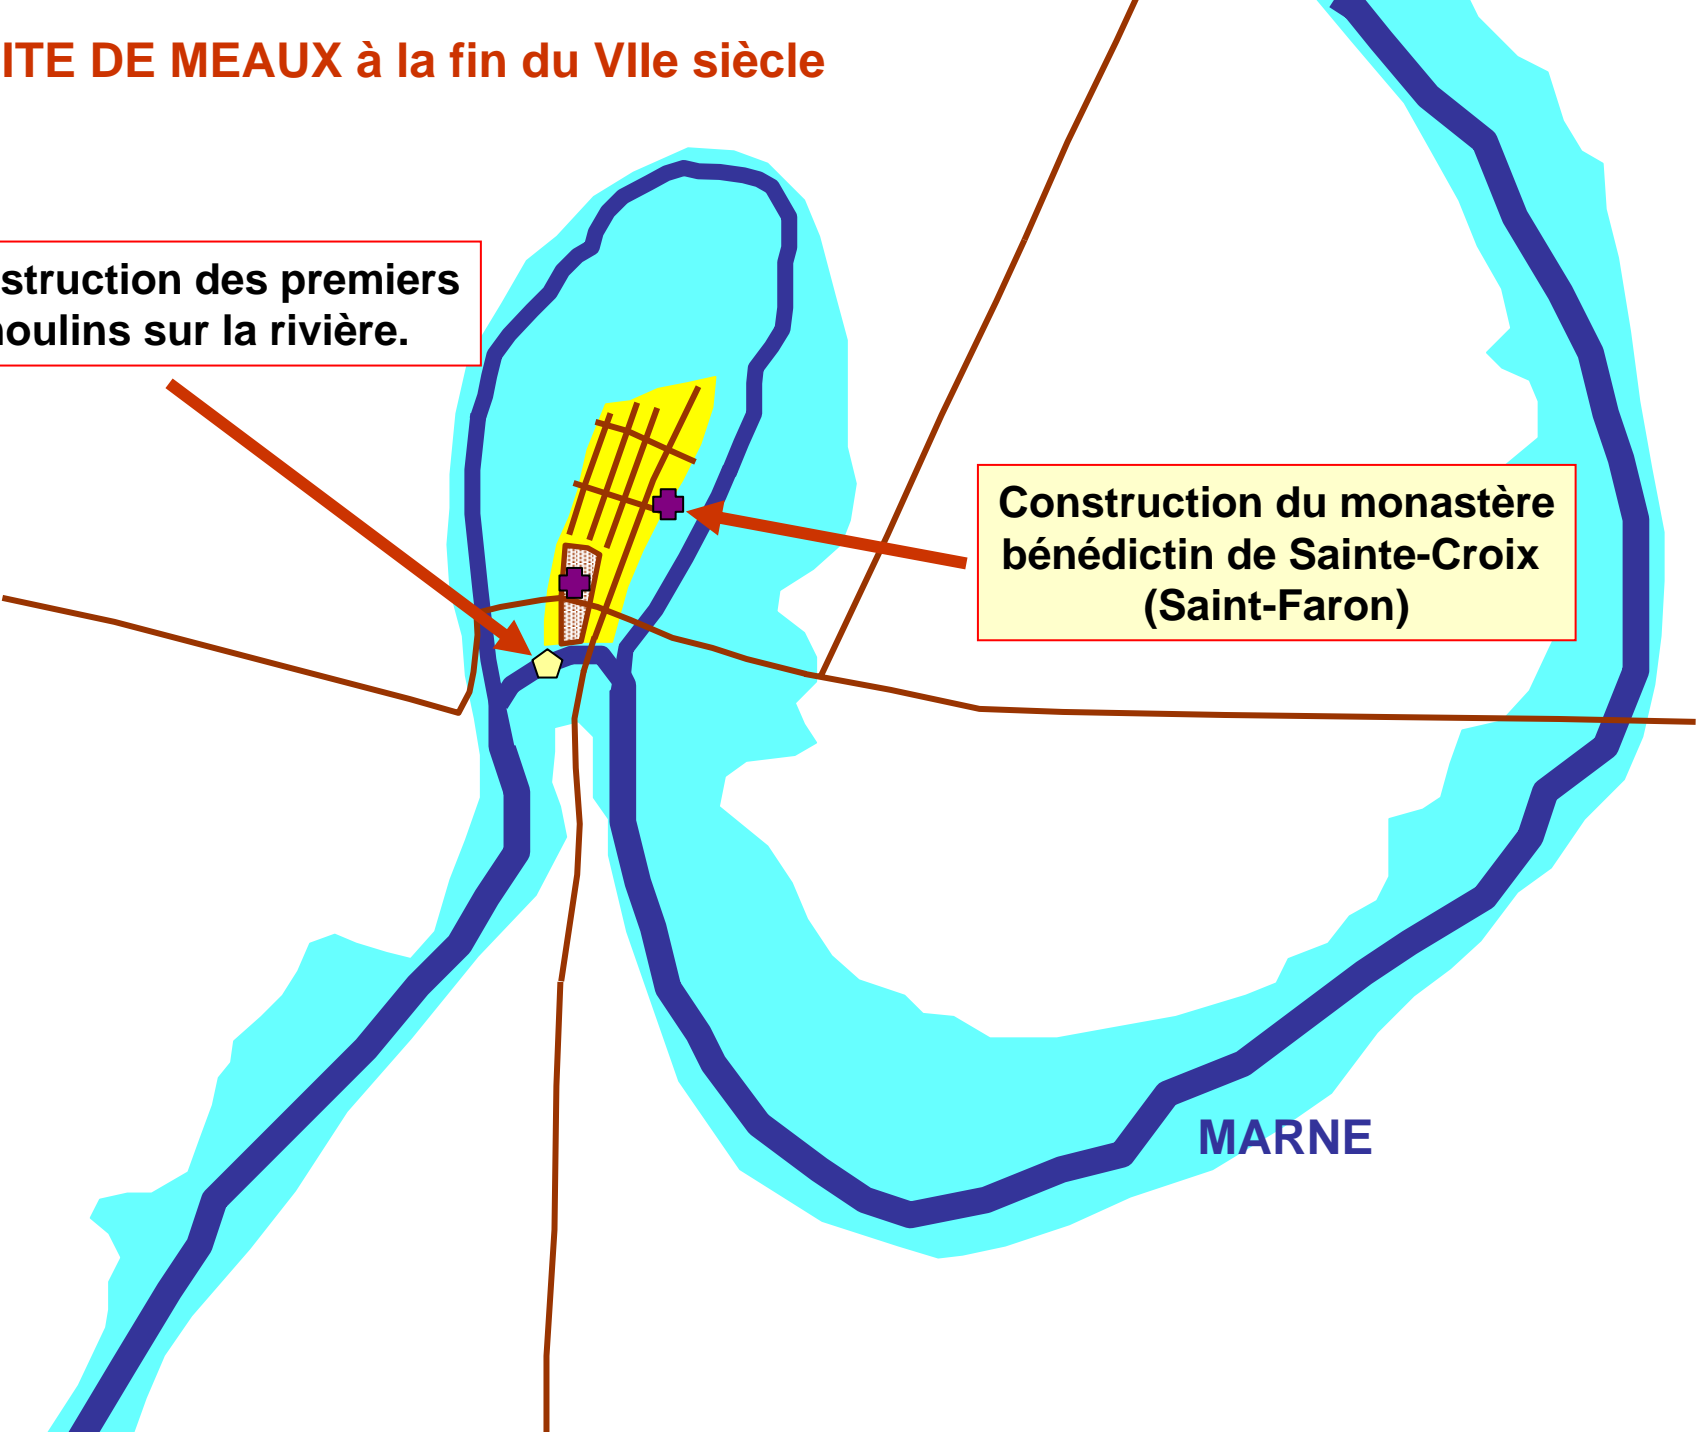 ITE DE MEAUX à la fin du VIIe siècle
struction des premiers
oulins sur la rivière.
Construction du monastère
bénédictin de Sainte-Croix
(Saint-Faron)
MARNE